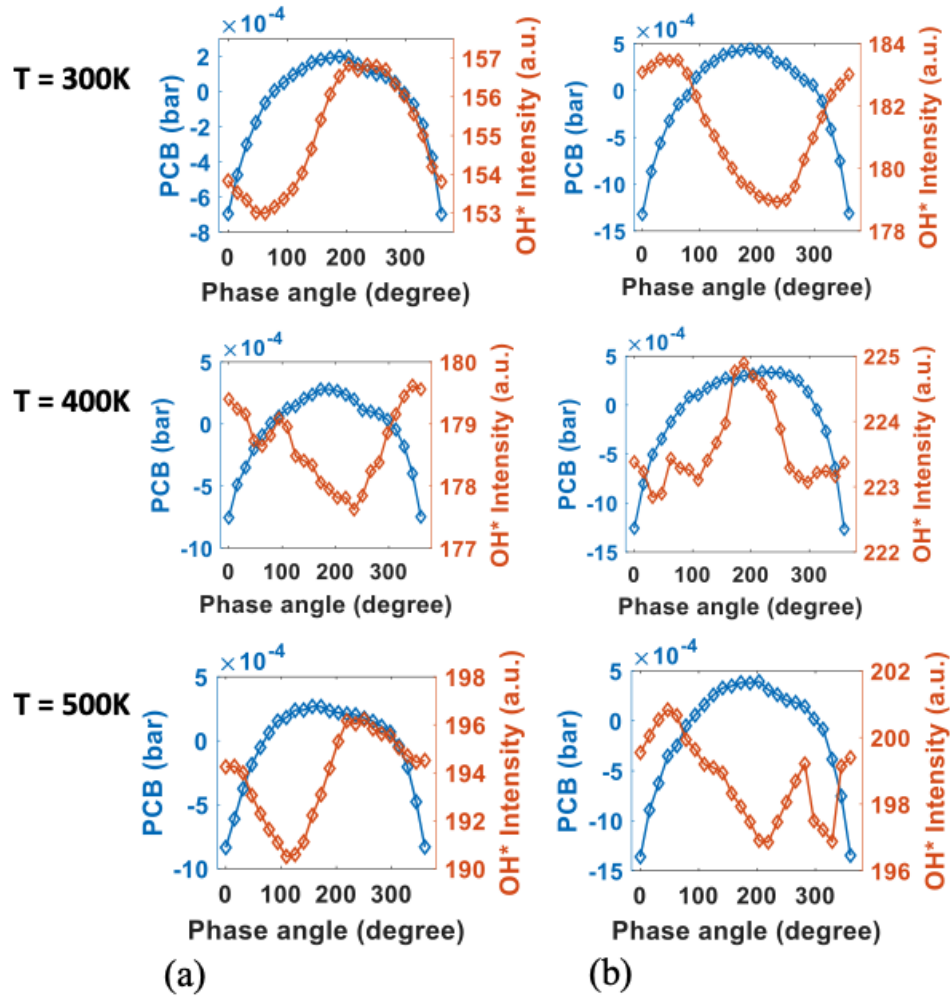 T = 300K
× 10⁻⁴
2
0
-2
-4
-6
-8
PCB (bar)
157
156
155
154
153
OH* Intensity (a.u.)
0 100 200 300
Phase angle (degree)
× 10⁻⁴
5
0
-5
-10
-15
PCB (bar)
184
182
180
178
OH* Intensity (a.u.)
0 100 200 300
Phase angle (degree)
T = 400K
× 10⁻⁴
5
0
-5
-10
PCB (bar)
180
179
178
177
OH* Intensity (a.u.)
0 100 200 300
Phase angle (degree)
× 10⁻⁴
5
0
-5
-10
-15
PCB (bar)
225
224
223
222
OH* Intensity (a.u.)
0 100 200 300
Phase angle (degree)
T = 500K
× 10⁻⁴
5
0
-5
-10
PCB (bar)
198
196
194
191
190
OH* Intensity (a.u.)
0 100 200 300
Phase angle (degree)
× 10⁻⁴
5
0
-5
-10
-15
PCB (bar)
202
200
198
196
OH* Intensity (a.u.)
0 100 200 300
Phase angle (degree)
(a)
(b)